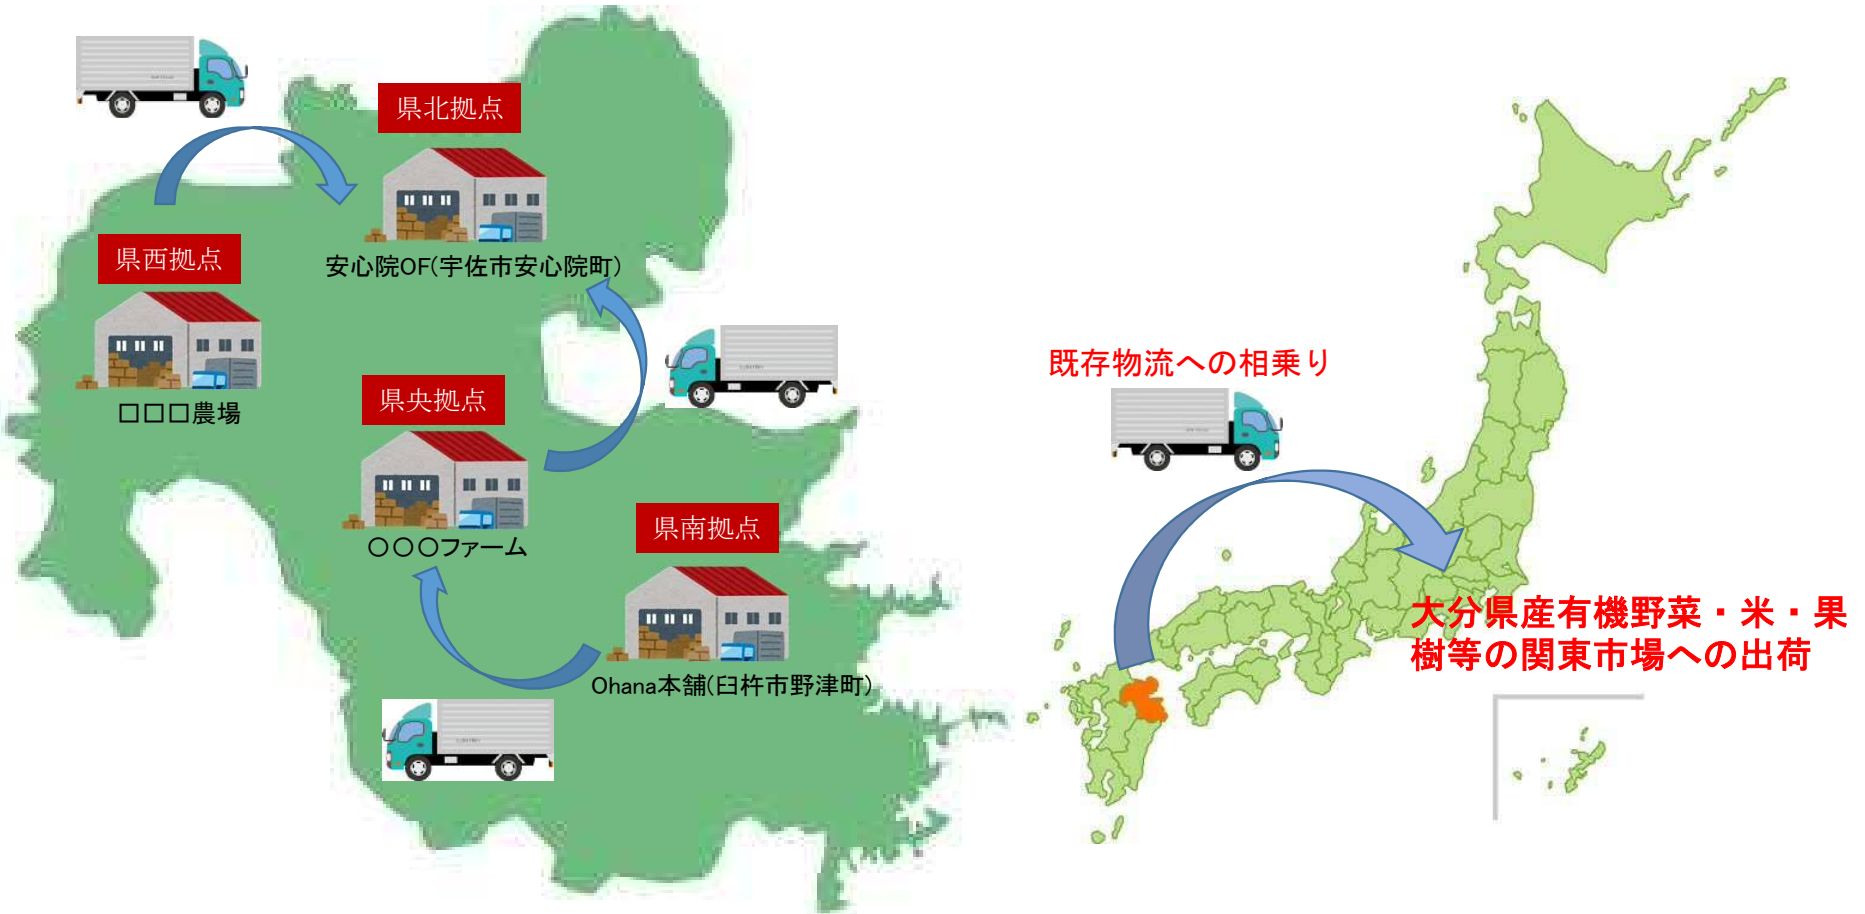 県北拠点
安心院OF(宇佐市安心院町)
県西拠点
□□□農場
県央拠点
〇〇〇ファーム
県南拠点
Ohana本舗(臼杵市野津町)
既存物流への相乗り
大分県産有機野菜・米・果
樹等の関東市場への出荷